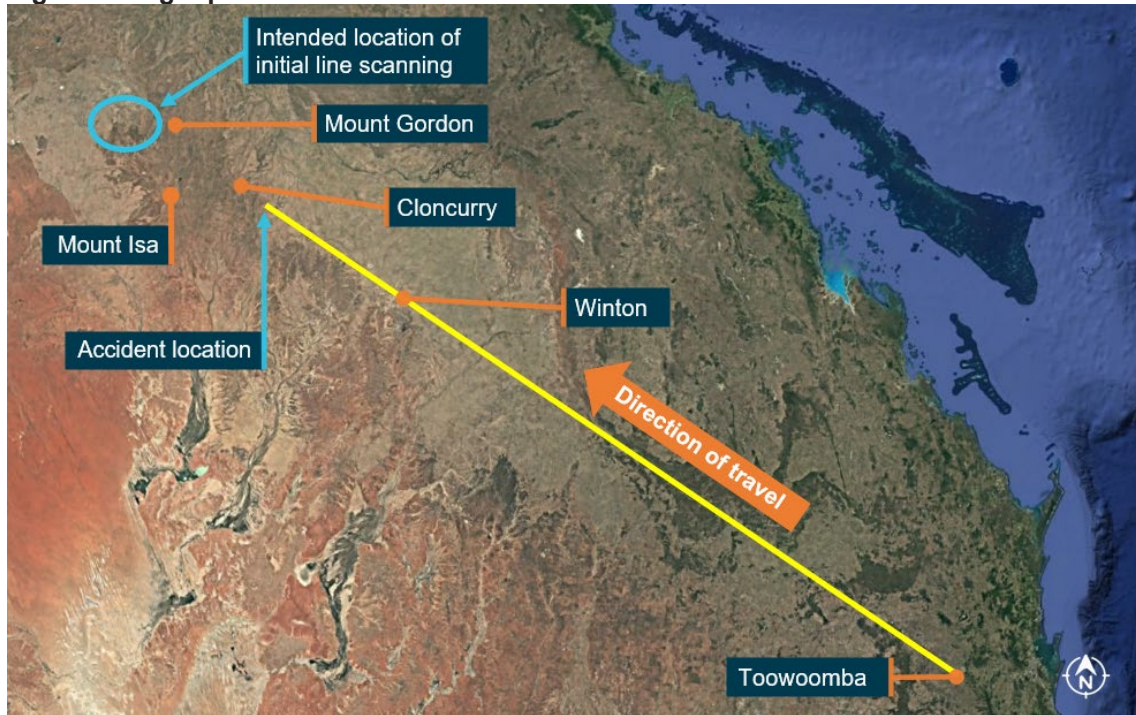 Intended location of
initial line scanning
Mount Gordon
Cloncurry
Mount Isa
Winton
Accident location
Direction of travel
Toowoomba
N